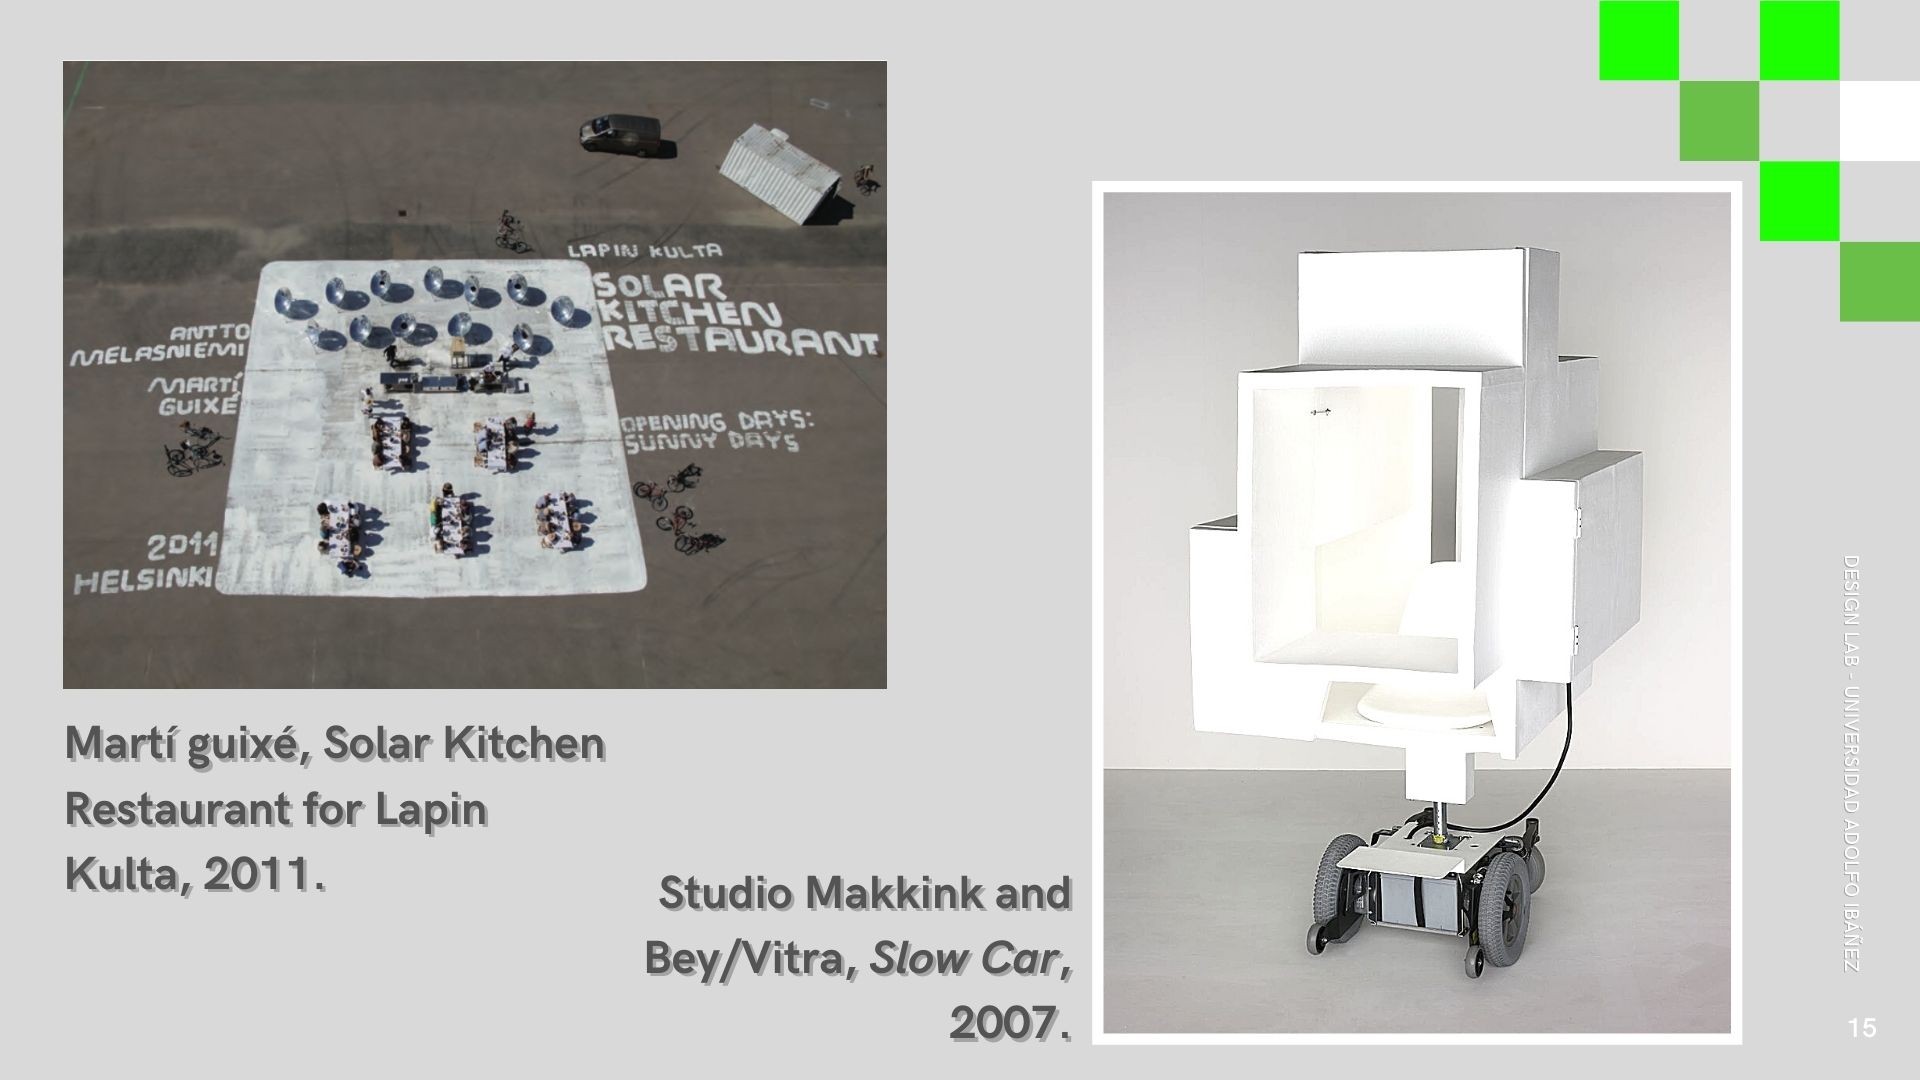 LAPIN KULTA
SOLAR
KITCHEN
RESTAURANT
ANTTO
MELASNIEMI
MARTÍ
GUIXÉ
OPENING DAYS:
SUNNY DAYS
2011
HELSINKI
Martí guixé, Solar Kitchen
Restaurant for Lapin
Kulta, 2011.
Studio Makkink and
Bey/Vitra, Slow Car,
2007.
DESIGN LAB - UNIVERSIDAD ADOLFO IBÁÑEZ
15